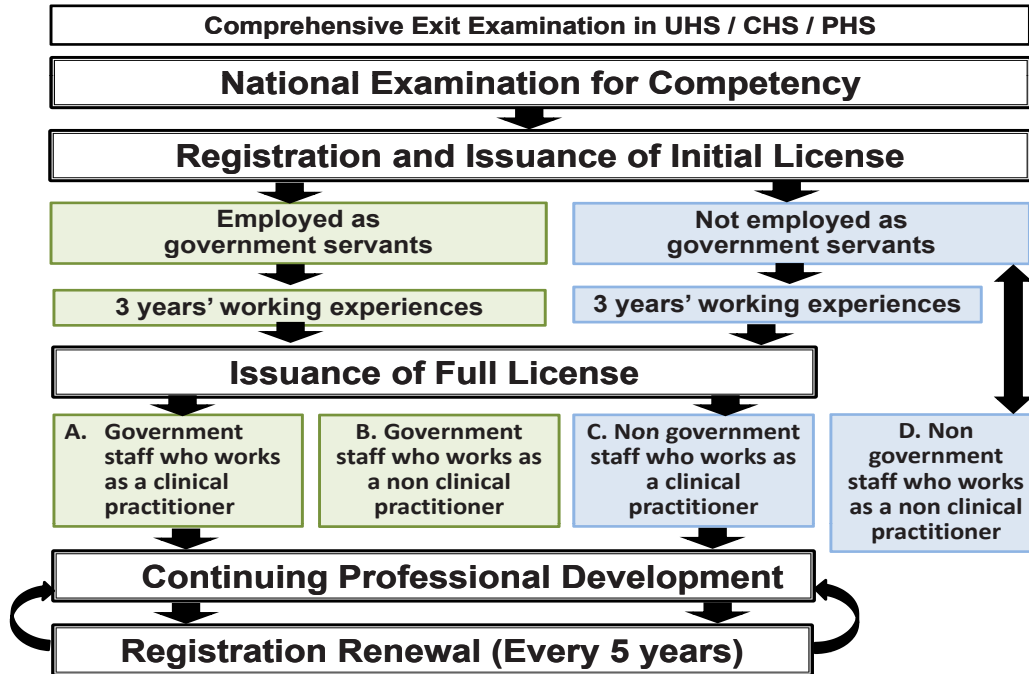 Comprehensive Exit Examination in UHS / CHS / PHS
National Examination for Competency
Registration and Issuance of Initial License
Employed as
government servants
Not employed as
government servants
3 years’ working experiences
3 years’ working experiences
Issuance of Full License
A. Government
staff who works
as a clinical
practitioner
B. Government
staff who works as
a non clinical
practitioner
C. Non government
staff who works as
a clinical
practitioner
D. Non
government
staff who works
as a non clinical
practitioner
Continuing Professional Development
Registration Renewal (Every 5 years)